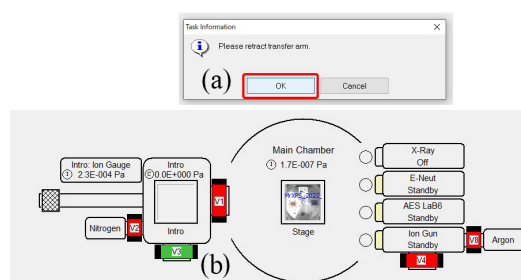 Task Information
Please retract transfer arm.
(a)
OK
Cancel
Intro: Ion Gauge
I 2.3E-004 Pa
Intro
C 0.0E+000 Pa
Intro
V1
Nitrogen
V2
V3
(b)
Main Chamber
I 1.7E-007 Pa
Stage
X-Ray
Off
E-Neut
Standby
AES LaB6
Standby
Ion Gun
Standby
V4
V8
Argon